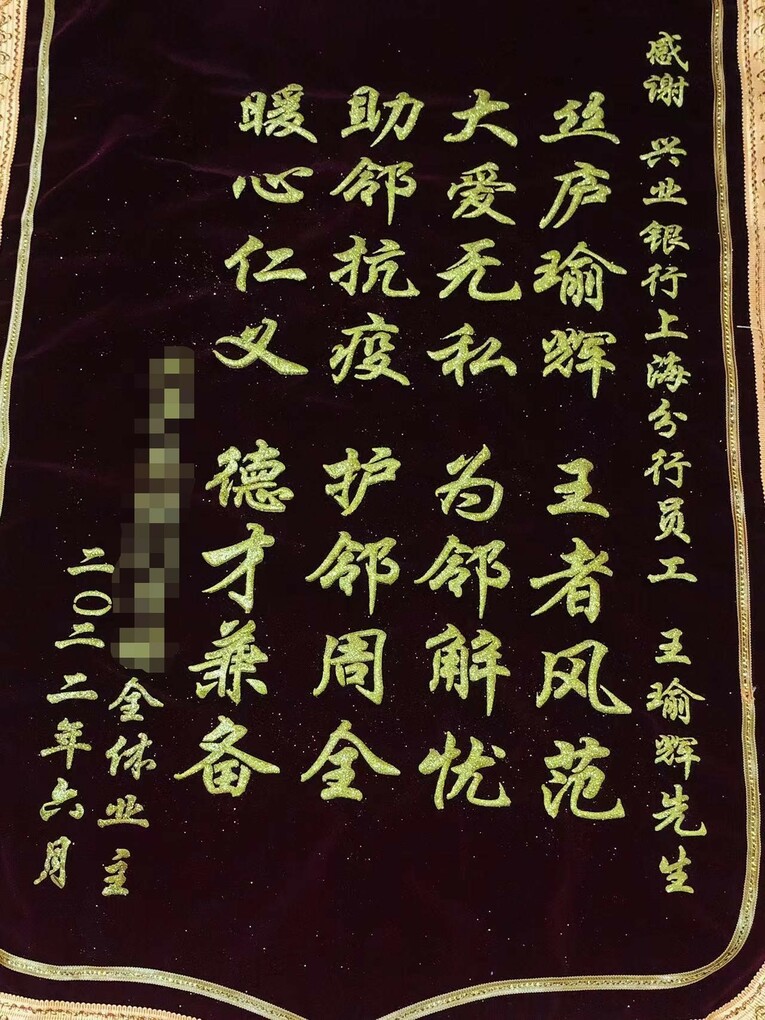 感谢 兴业银行上海分行员工 王瑜辉先生
丝庐瑜辉 王者风范
大爱无私 为邻解忧
助邻抗疫 护邻周全
暖心仁义 德才兼备
全体业主
二〇二二年六月